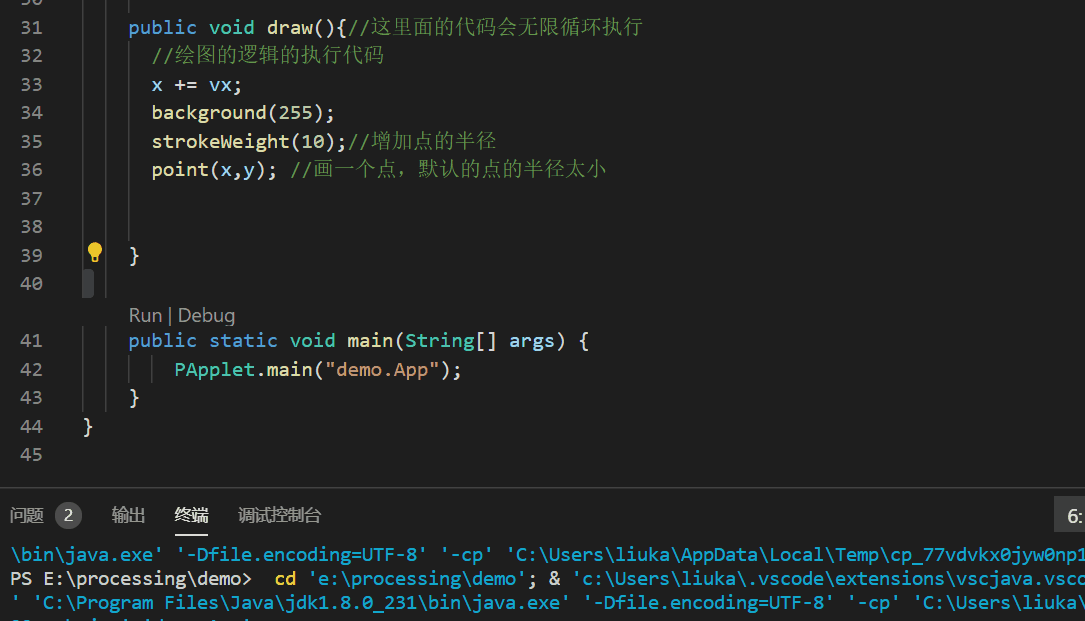 31 public void draw(){//这里面的代码会无限循环执行
32 //绘图的逻辑的执行代码
33 x += vx;
34 background(255);
35 strokeWeight(10);//增加点的半径
36 point(x,y); //画一个点，默认的点的半径太小
37
38
39 }
40
Run | Debug
41 public static void main(String[] args) {
42 PApplet.main("demo.App");
43 }
44 }
45
问题 2 输出 终端 调试控制台 6:
\bin\java.exe' '-Dfile.encoding=UTF-8' '-cp' 'C:\Users\liuka\AppData\Local\Temp\cp_77vdvkx0jyw0np1
PS E:\processing\demo> cd 'e:\processing\demo'; & 'c:\Users\liuka\.vscode\extensions\vscjava.vsco
' 'C:\Program Files\Java\jdk1.8.0_231\bin\java.exe' '-Dfile.encoding=UTF-8' '-cp' 'C:\Users\liuka\